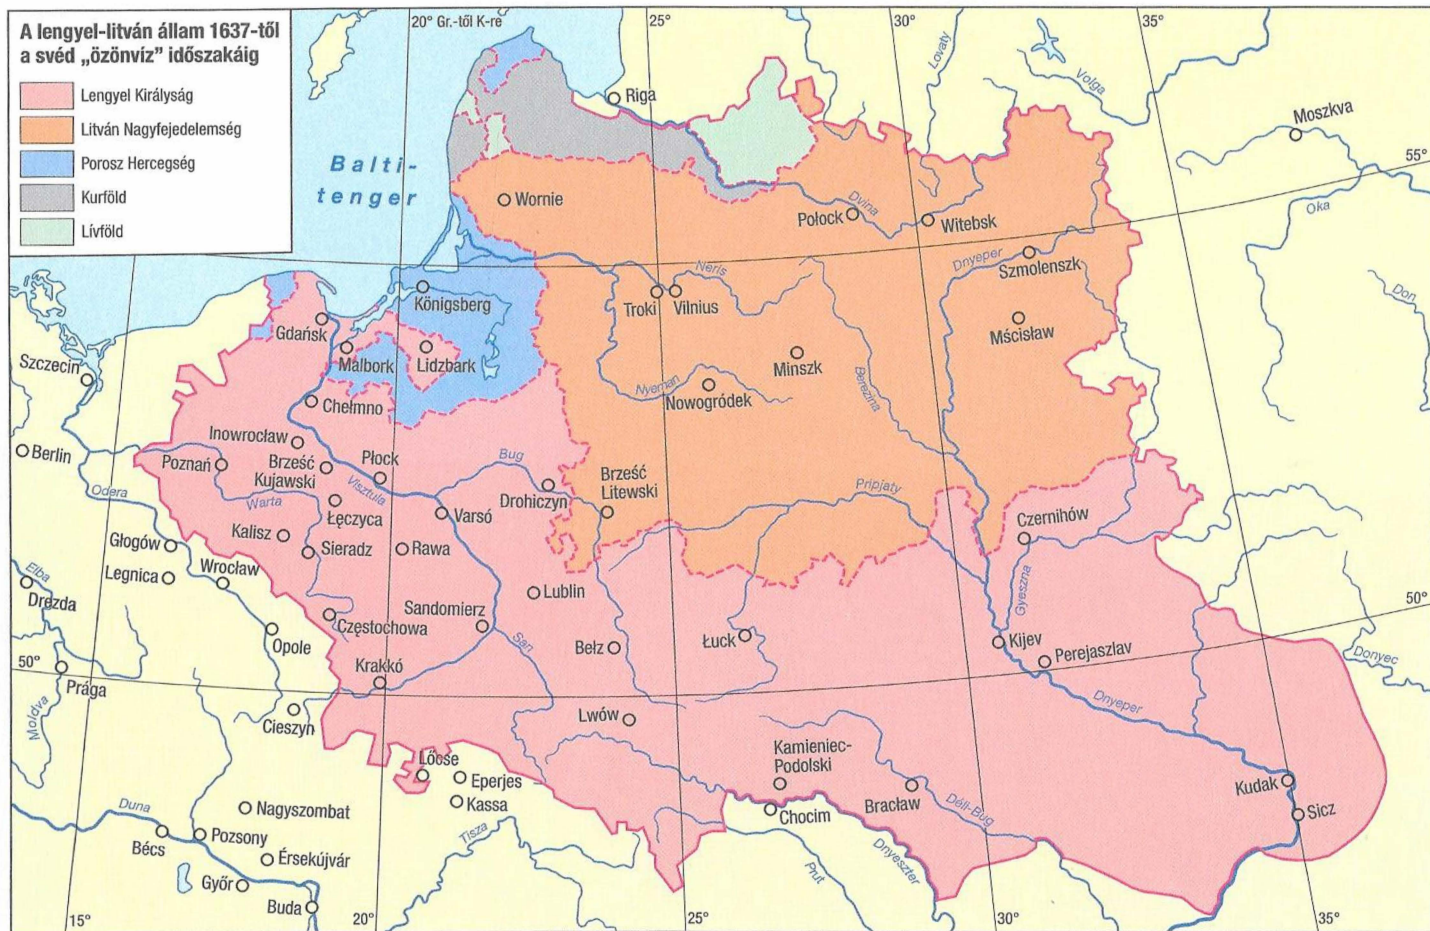 A lengyel-litván állam 1637-től
a svéd „özönvíz” időszakáig
Lengyel Királyság
Litván Nagyfejedelemség
Porosz Hercegség
Kurföld
Lívföld
20° Gr.-től K-re
25°
30°
35°
Lovaty
Volga
Moszkva
Riga
55°
Balti-
tenger
Wornie
Połock
Dvina
Witebsk
Oka
Dnyeper
Szmolenszk
Neris
Königsberg
Troki
Vilnius
Don
Gdańsk
Mścisław
Malbork
Lidzbark
Szczecin
Minszk
Berezina
Nyeman
Nowogródek
Chełmno
Inowrocław
Berlin
Poznań
Brześć
Kujawski
Płock
Bug
Brześć
Litewski
Visztula
Drohiczyn
Pripjaty
Odera
Warta
Łęczyca
Varsó
Czernihów
Kalisz
Sieradz
Rawa
Głogów
Legnica
Wrocław
Elba
Drezda
Lublin
Gyeszna
50°
Sandomierz
Częstochowa
San
Opole
Bełz
Łuck
Kijev
Perejaszlav
Donyec
50°
Krakkó
Prága
Moldva
Cieszyn
Lwów
Dnyeper
Kamieniec-
Podolski
Lőcse
Eperjes
Kassa
Kudak
Bracław
Duna
Nagyszombat
Chocim
Déli-Bug
Sicz
Pozsony
Bécs
Tisza
Érsekújvár
Dnyeszter
Prut
Győr
Buda
15°
20°
25°
30°
35°